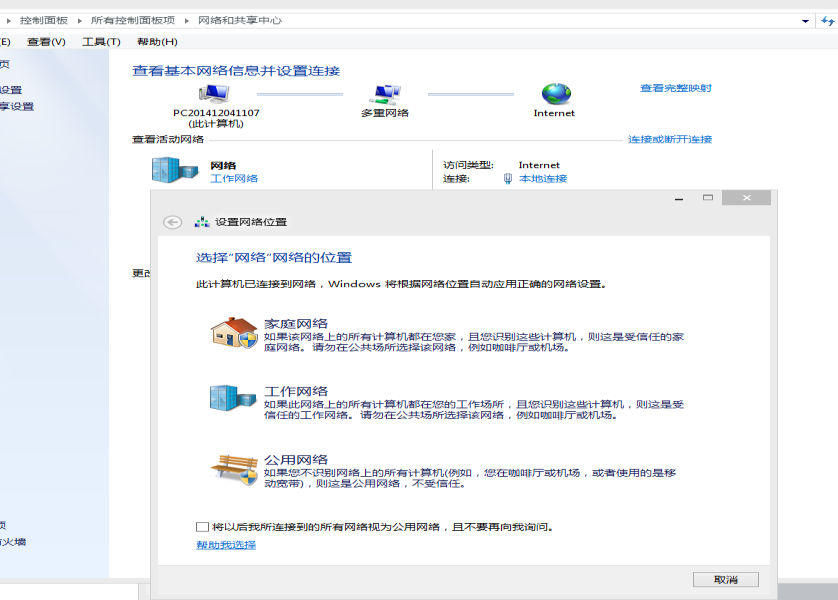 控制面板 ▸ 所有控制面板项 ▸ 网络和共享中心
(E) 查看(V) 工具(T) 帮助(H)
页
设置
享设置
查看基本网络信息并设置连接
查看完整映射
PC201412041107
(此计算机)
多重网络
Internet
查看活动网络
连接或断开连接
网络
工作网络
访问类型: Internet
连接: 本地连接
更改
设置网络位置
选择"网络"网络的位置
此计算机已连接到网络，Windows 将根据网络位置自动应用正确的网络设置。
家庭网络
如果该网络上的所有计算机都在您家，且您识别这些计算机，则这是受信任的家
庭网络。请勿在公共场所选择该网络，例如咖啡厅或机场。
工作网络
如果此网络上的所有计算机都在您的工作场所，且您识别这些计算机，则这是受
信任的工作网络。请勿在公共场所选择该网络，例如咖啡厅或机场。
公用网络
如果您不识别网络上的所有计算机(例如，您在咖啡厅或机场，或者使用的是移
动宽带)，则这是公用网络，不受信任。
将以后我所连接到的所有网络视为公用网络，且不要再向我询问。
帮助我选择
页
火墙
取消